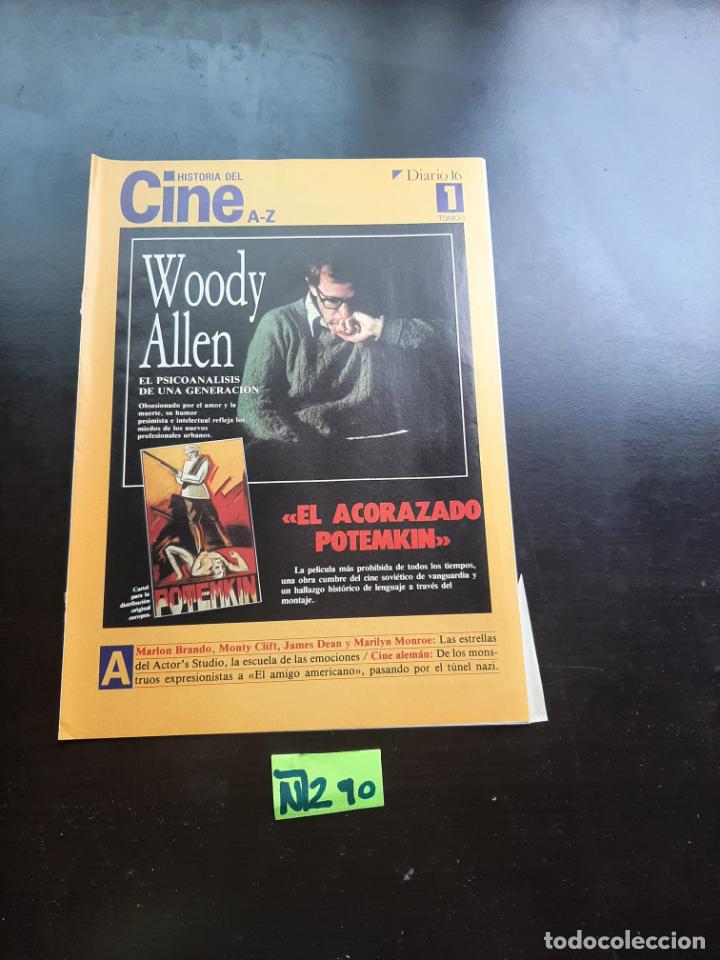 HISTORIA DEL
Cine A-Z
Diario 16
1
TOMO 1
Woody
Allen
EL PSICOANALISIS
DE UNA GENERACION
Obsesionado por el amor y la
muerte, su humor
pesimista e intelectual refleja los
miedos de los nuevos
profesionales urbanos.
«EL ACORAZADO
POTEMKIN»
La película más prohibida de todos los tiempos,
una obra cumbre del cine soviético de vanguardia y
un hallazgo histórico de lenguaje a través del
montaje.
Cartel
para la
distribución
original
europea.
POTEMKIN
A
Marlon Brando, Monty Clift, James Dean y Marilyn Monroe: Las estrellas
del Actor's Studio, la escuela de las emociones / Cine alemán: De los mons-
truos expresionistas a «El amigo americano», pasando por el túnel nazi.
N1290
todocoleccion